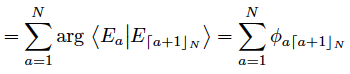 $$= \sum_{a=1}^{N} \arg \langle E_a | E_{\lceil a+1 \rfloor_N} \rangle = \sum_{a=1}^{N} \phi_{a \lceil a+1 \rfloor_N}$$